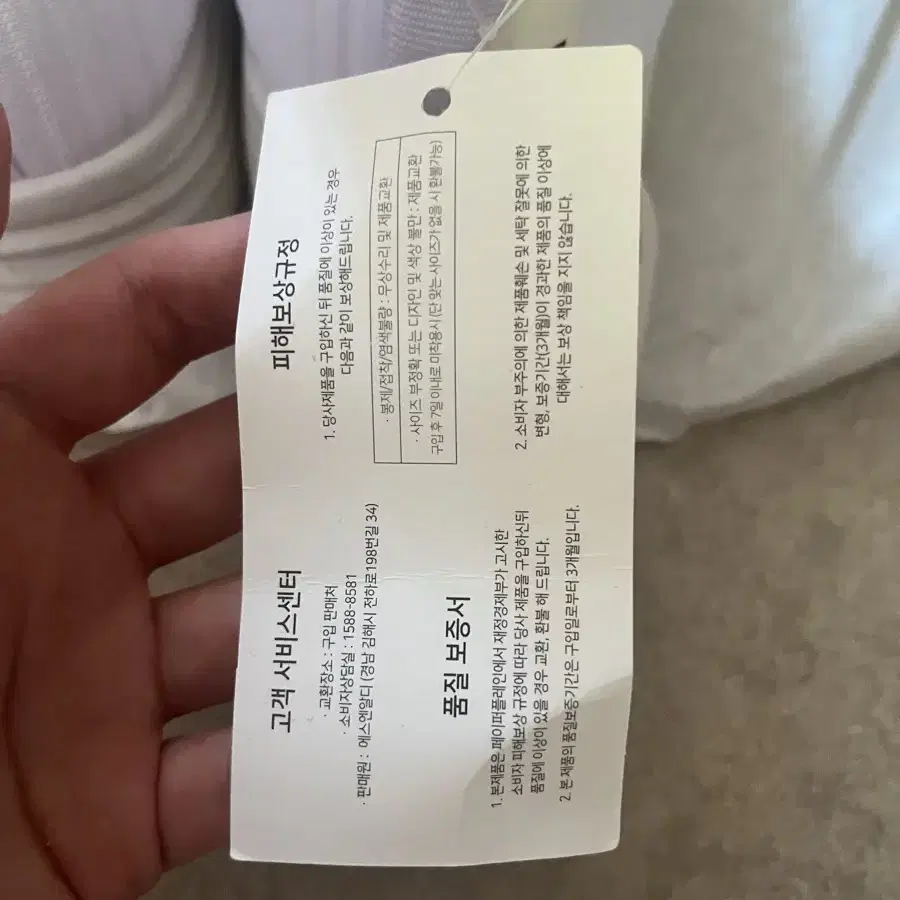 고객 서비스센터
· 교환장소 : 구입 판매처
· 소비자상담실 : 1588-8581
· 판매원 : 에스엔알디 (경남 김해시 전하로198번길 34)
품질 보증서
1. 본제품은 페이퍼플레인에서 재정경제부가 고시한
소비자 피해보상 규정에 따라 당사 제품을 구입하신뒤
품질에 이상이 있을 경우 교환, 환불 해 드립니다.
2. 본 제품의 품질보증기간은 구입일로부터 3개월입니다.
피해보상규정
1. 당사제품을 구입하신 뒤 품질에 이상이 있는 경우
다음과 같이 보상해드립니다.
· 봉제/접착/염색불량 : 무상수리 및 제품교환
· 사이즈 부정확 또는 디자인 및 색상 불만 : 제품교환
구입 후 7일 이내로 미착용시(단 맞는 사이즈가 없을 시 환불가능)
2. 소비자 부주의에 의한 제품훼손 및 세탁 잘못에 의한
변형, 보증기간(3개월)이 경과한 제품의 품질 이상에
대해서는 보상 책임을 지지 않습니다.